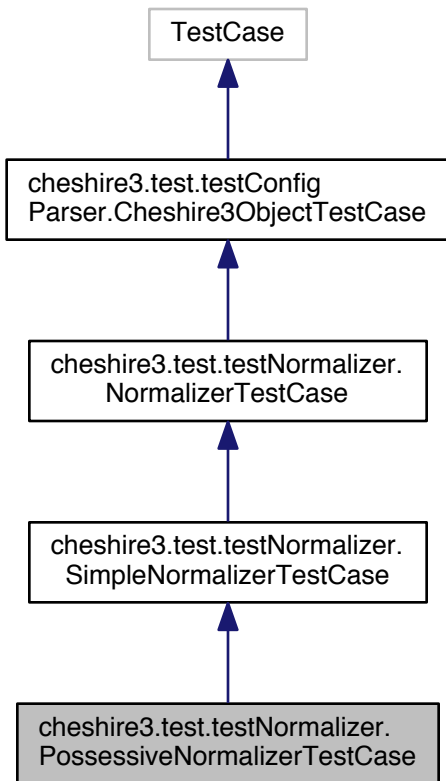 TestCase
cheshire3.test.testConfig
Parser.Cheshire3ObjectTestCase
cheshire3.test.testNormalizer.
NormalizerTestCase
cheshire3.test.testNormalizer.
SimpleNormalizerTestCase
cheshire3.test.testNormalizer.
PossessiveNormalizerTestCase